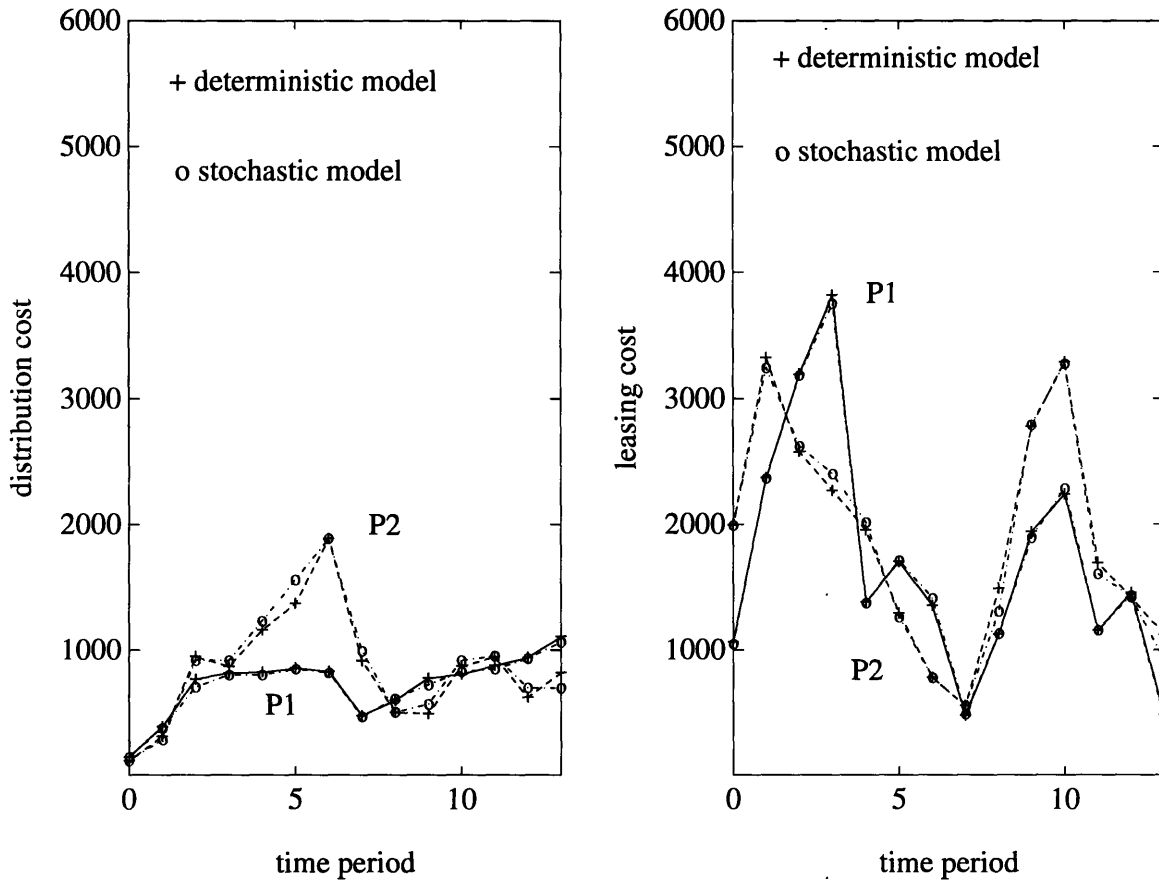 6000
5000
4000
3000
2000
1000
0
5
10
distribution cost
time period
+ deterministic model
o stochastic model
P2
P1
6000
5000
4000
3000
2000
1000
0
5
10
leasing cost
time period
+ deterministic model
o stochastic model
P1
P2